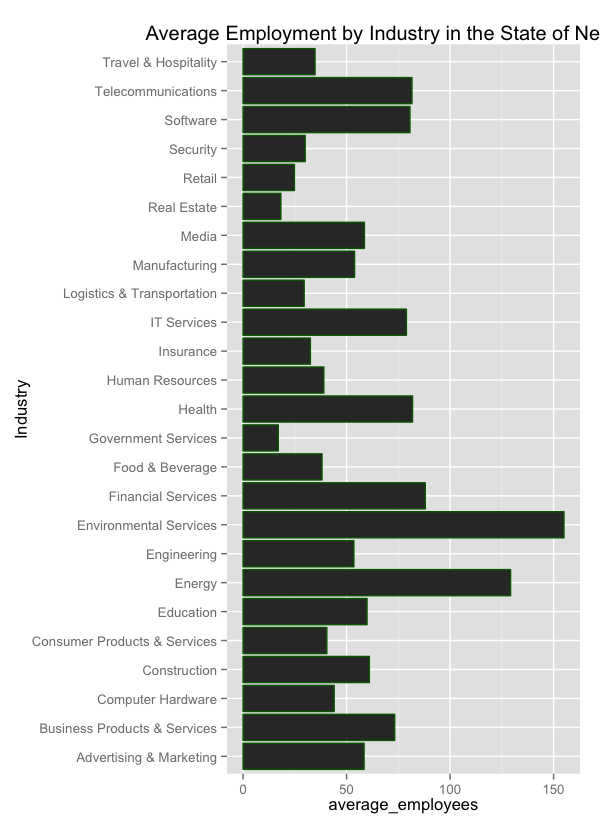 Average Employment by Industry in the State of Ne
Travel & Hospitality
Telecommunications
Software
Security
Retail
Real Estate
Media
Manufacturing
Logistics & Transportation
IT Services
Insurance
Human Resources
Health
Government Services
Food & Beverage
Financial Services
Environmental Services
Engineering
Energy
Education
Consumer Products & Services
Construction
Computer Hardware
Business Products & Services
Advertising & Marketing
Industry
0 50 100 150
average_employees